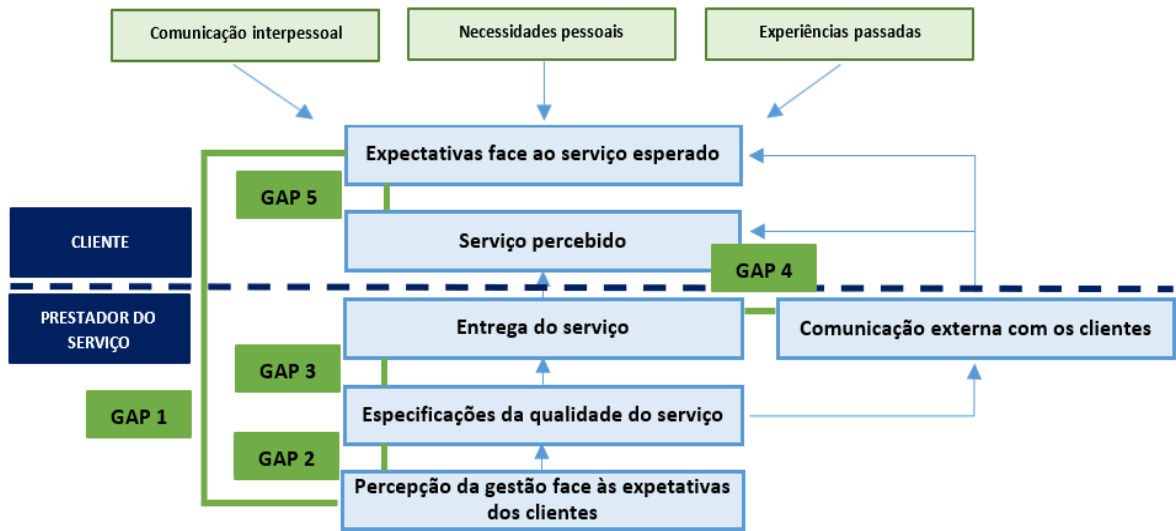 Comunicação interpessoal
Necessidades pessoais
Experiências passadas
Expectativas face ao serviço esperado
GAP 5
CLIENTE
Serviço percebido
GAP 4
PRESTADOR DO
SERVIÇO
Entrega do serviço
Comunicação externa com os clientes
GAP 3
GAP 1
Especificações da qualidade do serviço
GAP 2
Percepção da gestão face às expetativas
dos clientes